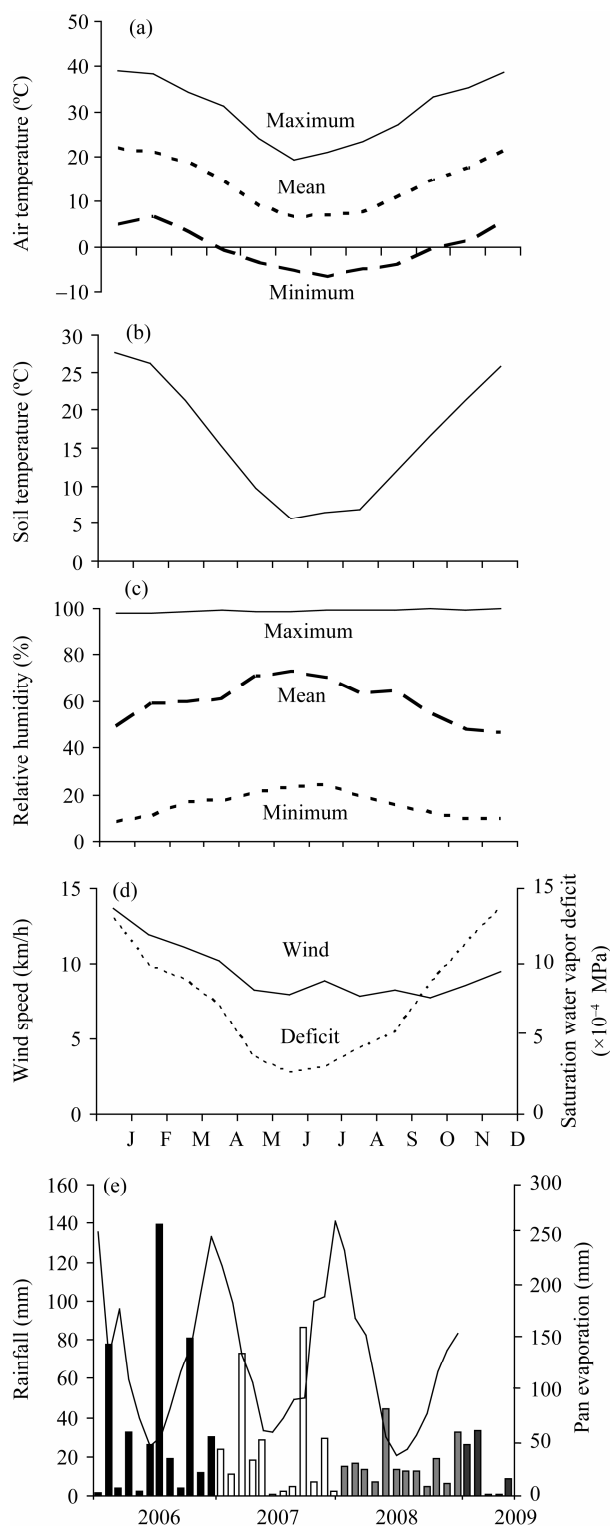 (a)
Air temperature (ºC)
50
40
30
20
10
0
–10
Maximum
Mean
Minimum
(b)
Soil temperature (ºC)
30
25
20
15
10
5
0
(c)
Relative humidity (%)
100
80
60
40
20
0
Maximum
Mean
Minimum
(d)
Wind speed (km/h)
15
10
5
0
Wind
Deficit
15
10
5
0
Saturation water vapor deficit
(×10⁻⁴ MPa)
J F M A M J J A S O N D
(e)
Rainfall (mm)
160
140
120
100
80
60
40
20
0
300
250
200
150
100
50
0
Pan evaporation (mm)
2006 2007 2008 2009